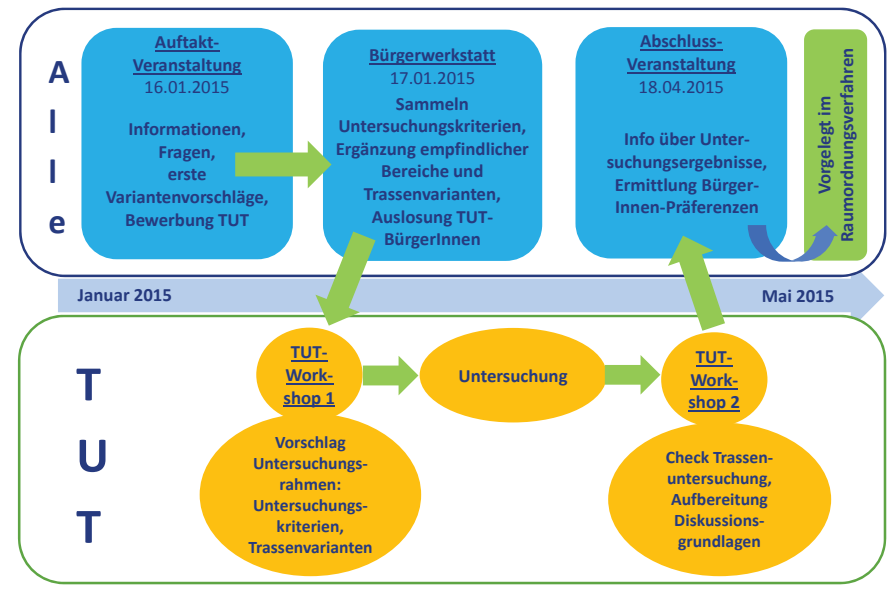 Alle
Auftakt-
Veranstaltung
16.01.2015
Informationen,
Fragen,
erste
Variantenvorschläge,
Bewerbung TUT
Bürgerwerkstatt
17.01.2015
Sammeln
Untersuchungskriterien,
Ergänzung empfindlicher
Bereiche und
Trassenvarianten,
Auslosung TUT-
BürgerInnen
Abschluss-
Veranstaltung
18.04.2015
Info über Unter-
suchungsergebnisse,
Ermittlung Bürger-
Innen-Präferenzen
Vorgelegt im
Raumordnungsverfahren
Januar 2015
Mai 2015
TUT
TUT-
Work-
shop 1
Vorschlag
Untersuchungs-
rahmen:
Untersuchungs-
kriterien,
Trassenvarianten
Untersuchung
TUT-
Work-
shop 2
Check Trassen-
untersuchung,
Aufbereitung
Diskussions-
grundlagen